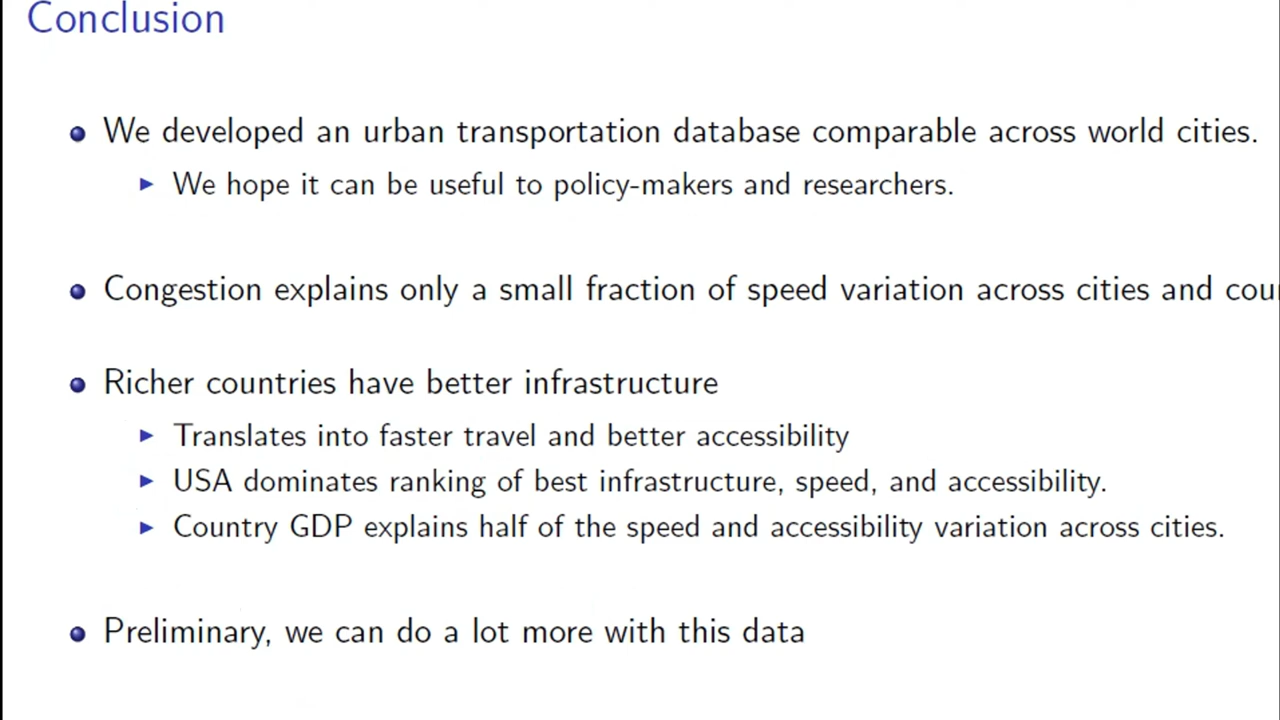 Conclusion
We developed an urban transportation database comparable across world cities.
We hope it can be useful to policy-makers and researchers.
Congestion explains only a small fraction of speed variation across cities and
Richer countries have better infrastructure
Translates into faster travel and better accessibility
USA dominates ranking of best infrastructure, speed, and accessibility.
Country GDP explains half of the speed and accessibility variation across cities.
Preliminary, we can do a lot more with this data